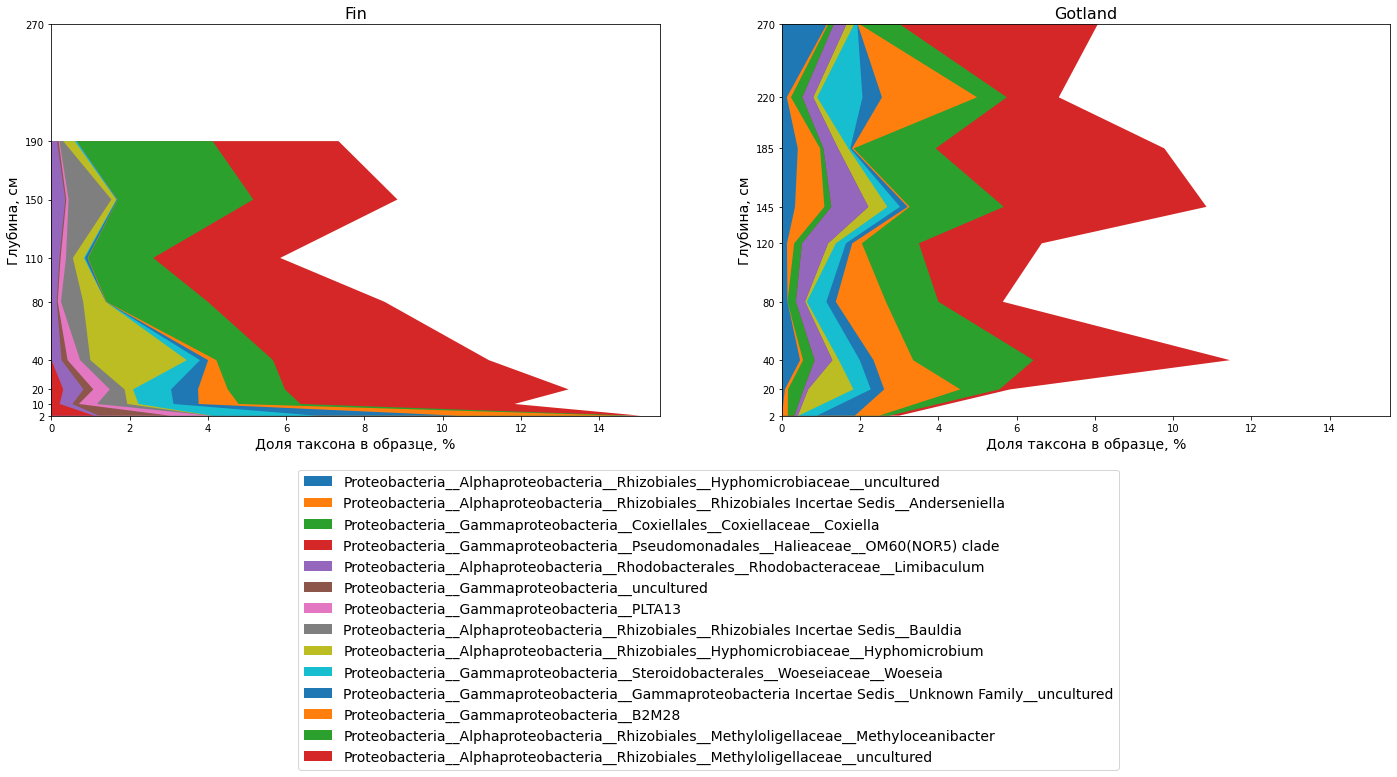 Fin
Gotland
270
190
150
110
80
40
20
10
2
Глубина, см
0 2 4 6 8 10 12 14
Доля таксона в образце, %
270
220
185
145
120
80
40
20
2
Глубина, см
0 2 4 6 8 10 12 14
Доля таксона в образце, %
Proteobacteria__Alphaproteobacteria__Rhizobiales__Hyphomicrobiaceae__uncultured
Proteobacteria__Alphaproteobacteria__Rhizobiales__Rhizobiales Incertae Sedis__Anderseniella
Proteobacteria__Gammaproteobacteria__Coxiellales__Coxiellaceae__Coxiella
Proteobacteria__Gammaproteobacteria__Pseudomonadales__Halieaceae__OM60(NOR5) clade
Proteobacteria__Alphaproteobacteria__Rhodobacterales__Rhodobacteraceae__Limibaculum
Proteobacteria__Gammaproteobacteria__uncultured
Proteobacteria__Gammaproteobacteria__PLTA13
Proteobacteria__Alphaproteobacteria__Rhizobiales__Rhizobiales Incertae Sedis__Bauldia
Proteobacteria__Alphaproteobacteria__Rhizobiales__Hyphomicrobiaceae__Hyphomicrobium
Proteobacteria__Gammaproteobacteria__Steroidobacterales__Woeseiaceae__Woeseia
Proteobacteria__Gammaproteobacteria__Gammaproteobacteria Incertae Sedis__Unknown Family__uncultured
Proteobacteria__Gammaproteobacteria__B2M28
Proteobacteria__Alphaproteobacteria__Rhizobiales__Methyloligellaceae__Methyloceanibacter
Proteobacteria__Alphaproteobacteria__Rhizobiales__Methyloligellaceae__uncultured